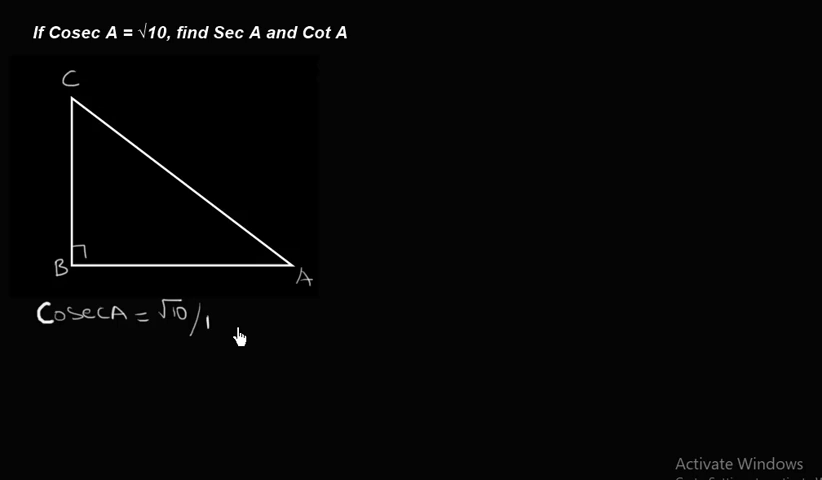 If Cosec A = √10, find Sec A and Cot A
C
B
A
CosecA = √10/1
Activate Windows